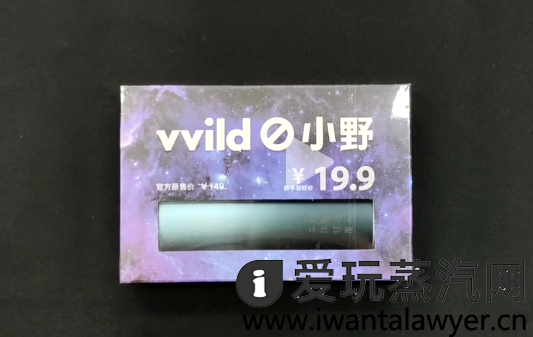 vvild 小野
官方原售价 ￥149
新手尝鲜价 ￥19.9
爱玩蒸汽网
www.iwantalawyer.cn